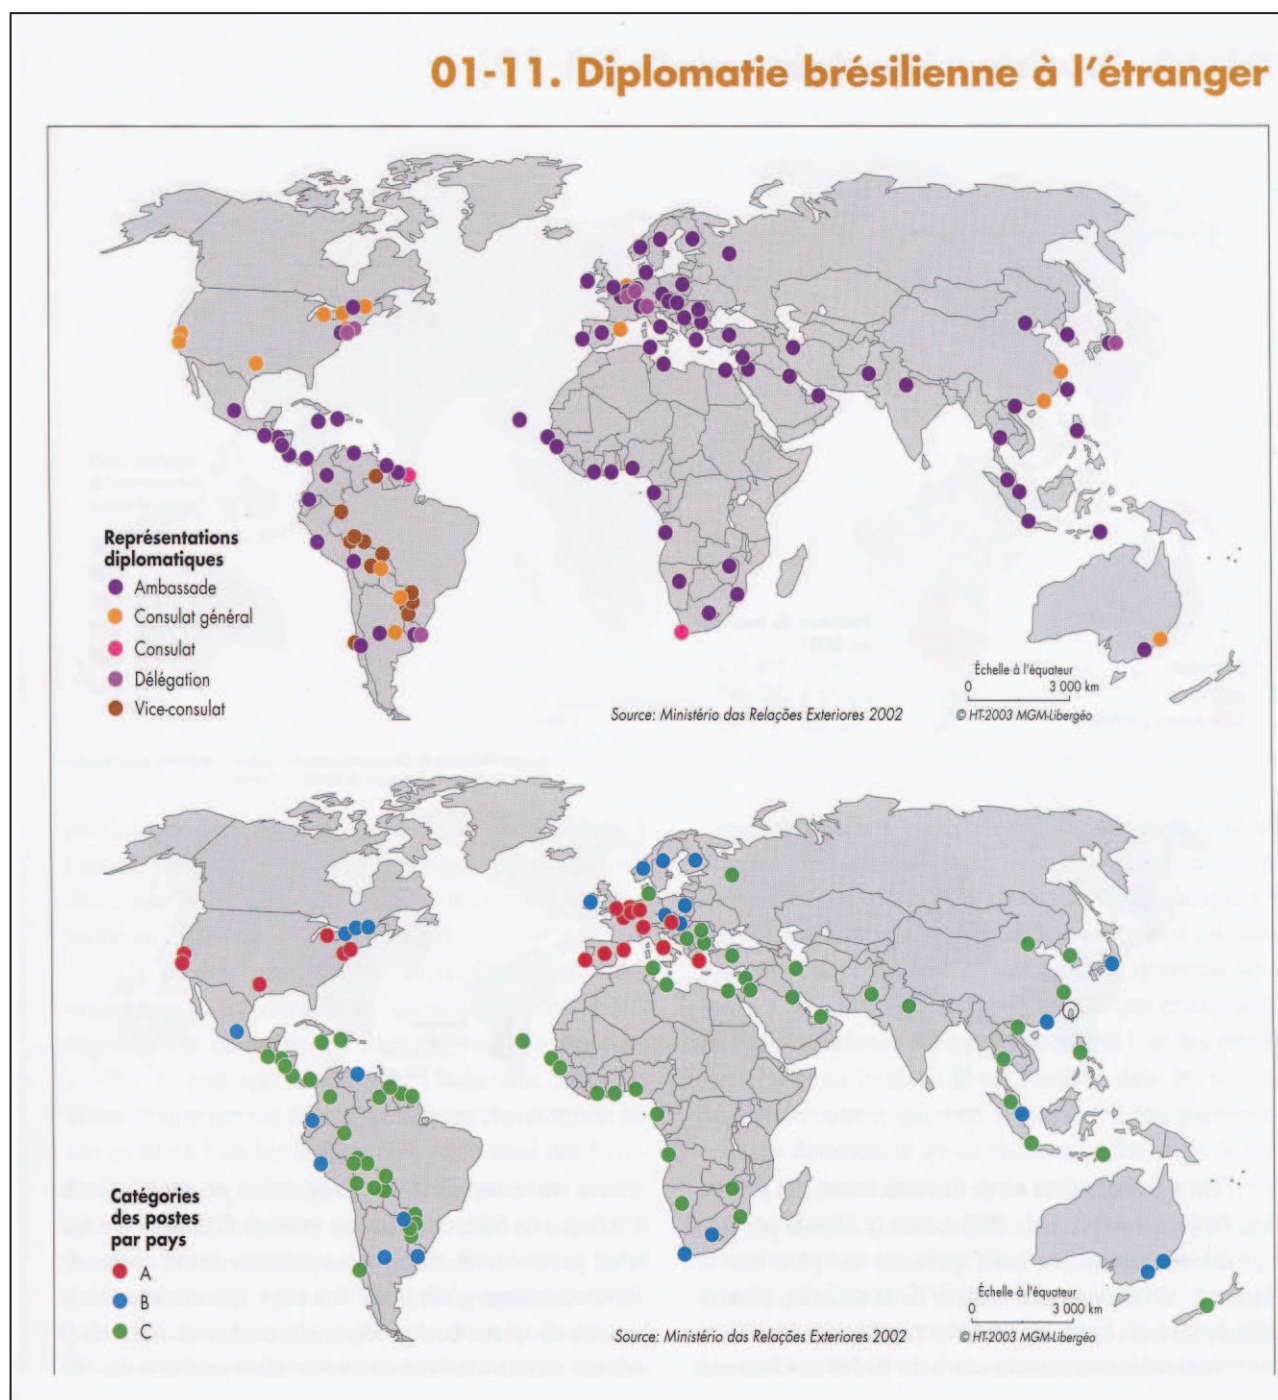 01-11. Diplomatie brésilienne à l'étranger
Représentations
diplomatiques
Ambassade
Consulat général
Consulat
Délégation
Vice-consulat
Échelle à l'équateur
0 3 000 km
Source: Ministério das Relações Exteriores 2002
© HT-2003 MGM-Libergéo
Catégories
des postes
par pays
A
B
C
Échelle à l'équateur
0 3 000 km
Source: Ministério das Relações Exteriores 2002
© HT-2003 MGM-Libergéo